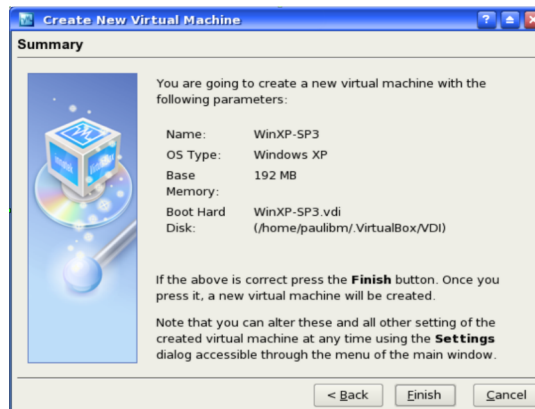 Create New Virtual Machine
Summary
You are going to create a new virtual machine with the
following parameters:
Name: WinXP-SP3
OS Type: Windows XP
Base 192 MB
Memory:
Boot Hard WinXP-SP3.vdi
Disk: (/home/paulibm/.VirtualBox/VDI)
If the above is correct press the Finish button. Once you
press it, a new virtual machine will be created.
Note that you can alter these and all other setting of the
created virtual machine at any time using the Settings
dialog accessible through the menu of the main window.
< Back Finish Cancel